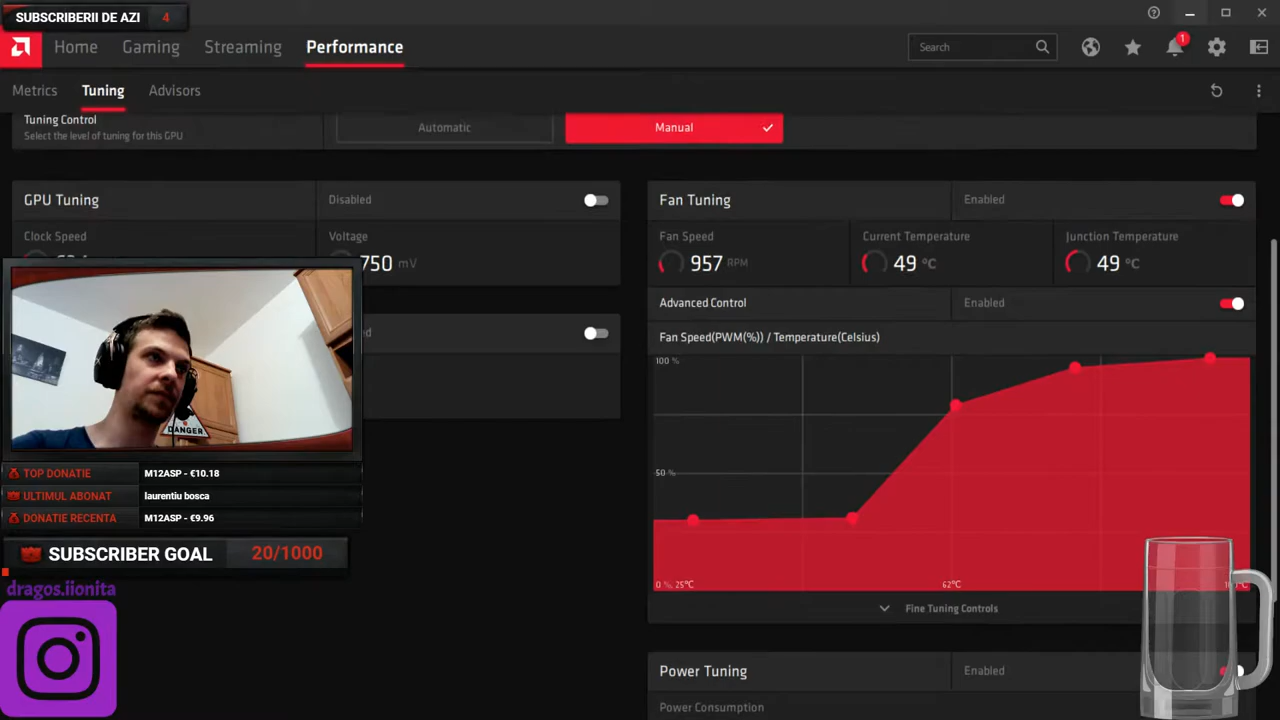 SUBSCRIBERII DE AZI 4
Home Gaming Streaming Performance
Search
1
Metrics Tuning Advisors
Tuning Control
Select the level of tuning for this GPU
Automatic Manual
GPU Tuning Disabled
Clock Speed Voltage
750 mV
Fan Tuning Enabled
Fan Speed Current Temperature Junction Temperature
957 RPM 49 °C 49 °C
Advanced Control Enabled
Fan Speed(PWM(%)) / Temperature(Celsius)
100 %
50 %
0 %, 25°C 62°C
Fine Tuning Controls
Power Tuning Enabled
Power Consumption
DANGER
TOP DONATIE M12ASP - €10.18
ULTIMUL ABONAT laurentiu bosca
DONATIE RECENTA M12ASP - €9.96
SUBSCRIBER GOAL 20/1000
dragos.iionita